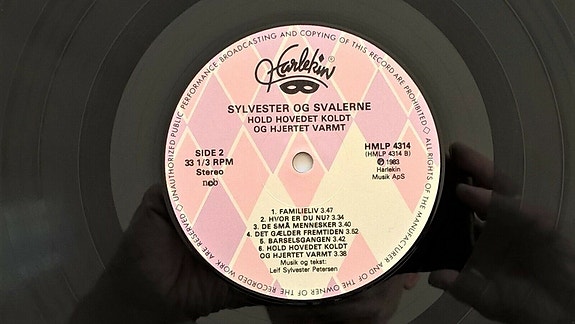 Harlekin ®
SYLVESTER OG SVALERNE
HOLD HOVEDET KOLDT
OG HJERTET VARMT
SIDE 2
33 1/3 RPM
Stereo
ncb
HMLP 4314
(HMLP 4314 B)
Ⓟ 1983
Harlekin
Musik ApS
1. FAMILIELIV 3.47
2. HVOR ER DU NU? 3.34
3. DE SMÅ MENNESKER 3.40
4. DET GÆLDER FREMTIDEN 3.52
5. BARSELSGANGEN 3.42
6. HOLD HOVEDET KOLDT
OG HJERTET VARMT 3.38
Musik og tekst:
Leif Sylvester Petersen
UNAUTHORIZED PUBLIC PERFORMANCE BROADCASTING AND COPYING OF THIS RECORD ARE PROHIBITED ◇ ALL RIGHTS OF THE MANUFACTURER AND OF THE OWNER OF THE RECORDED WORK ARE RESERVED ◇